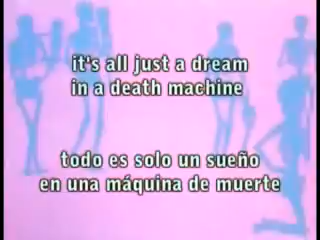 it's all just a dream
in a death machine
todo es solo un sueño
en una máquina de muerte